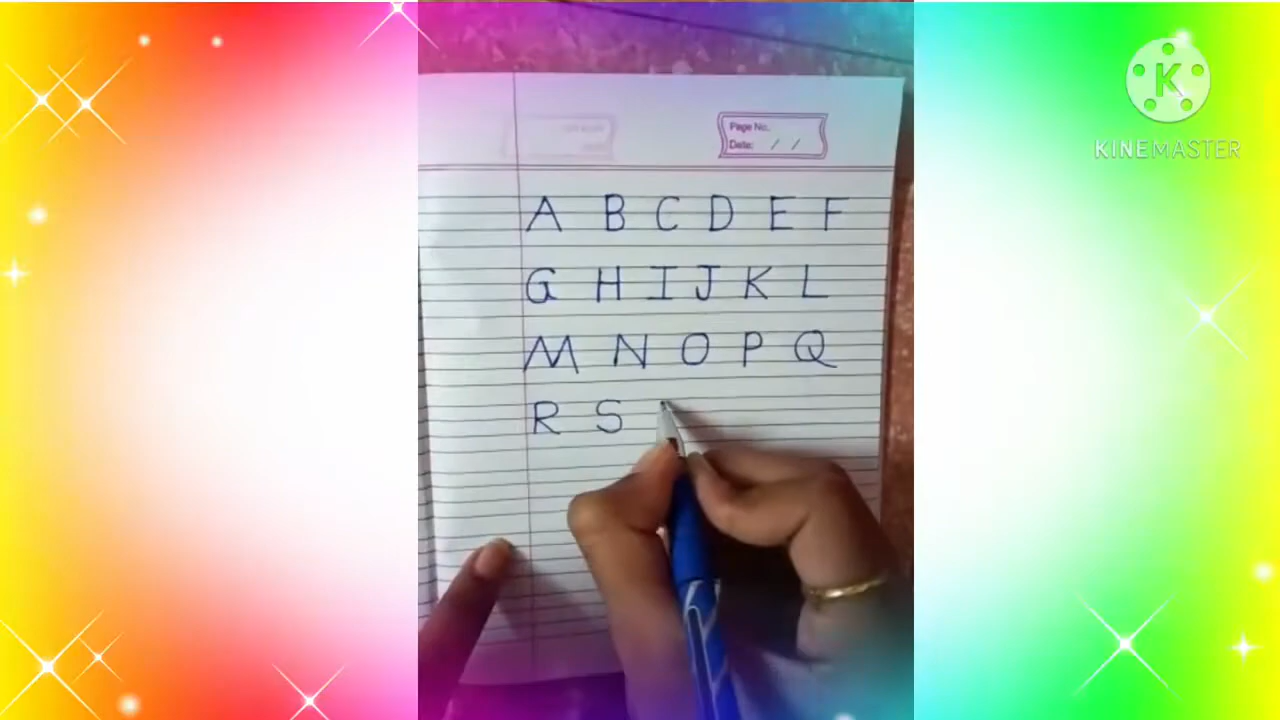 KINEMASTER
Page No.
Date: / /
A B C D E F
G H I J K L
M N O P Q
R S